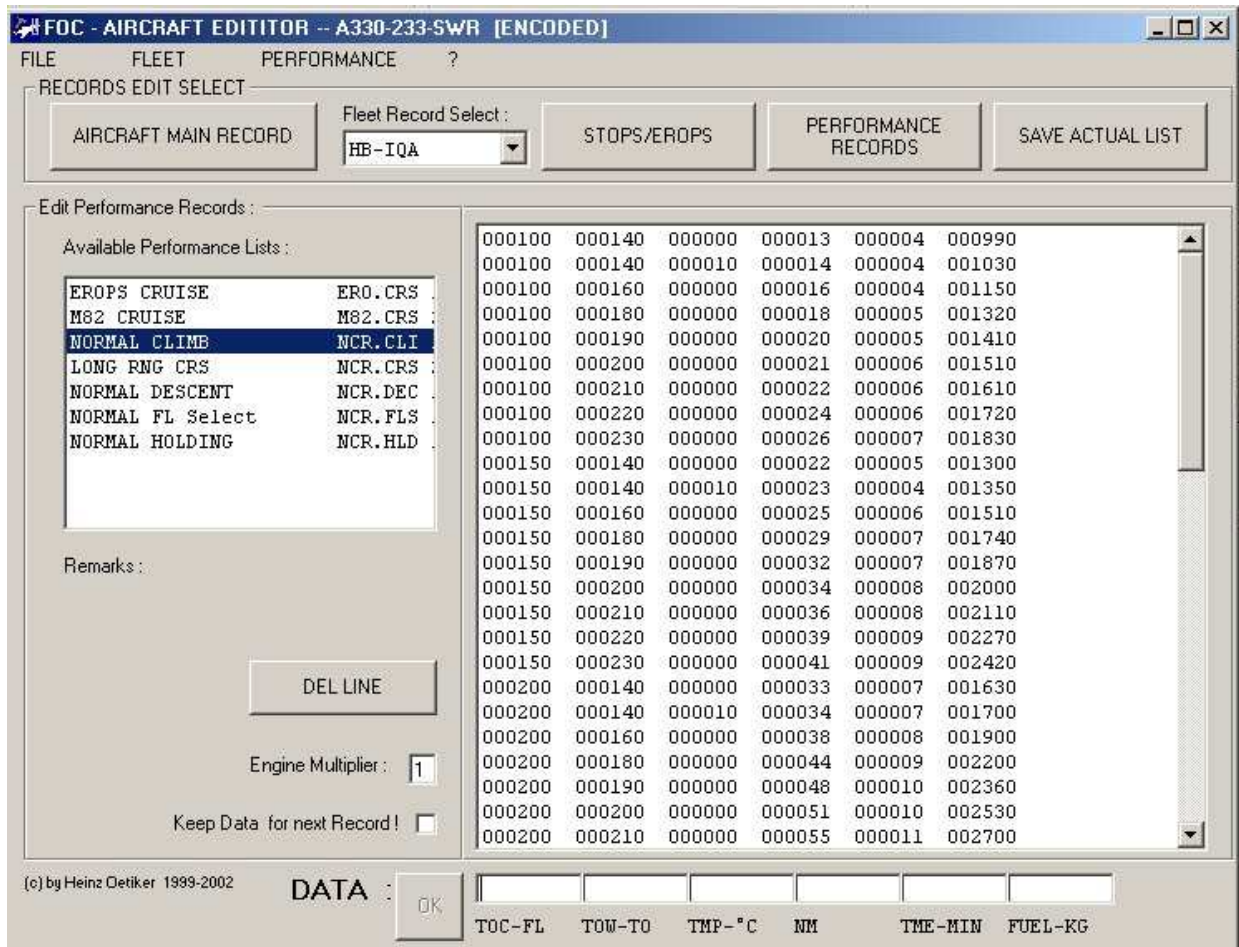 FOC - AIRCRAFT EDITITOR -- A330-233-SWR [ENCODED]
FILE FLEET PERFORMANCE ?
RECORDS EDIT SELECT
AIRCRAFT MAIN RECORD
Fleet Record Select :
HB-IQA
STOPS/EROPS
PERFORMANCE
RECORDS
SAVE ACTUAL LIST
Edit Performance Records :
Available Performance Lists :
EROPS CRUISE ERO.CRS
M82 CRUISE M82.CRS
NORMAL CLIMB NCR.CLI
LONG RNG CRS NCR.CRS
NORMAL DESCENT NCR.DEC
NORMAL FL Select NCR.FLS
NORMAL HOLDING NCR.HLD
Remarks :
DEL LINE
Engine Multiplier : 1
Keep Data for next Record !
000100 000140 000000 000013 000004 000990
000100 000140 000010 000014 000004 001030
000100 000160 000000 000016 000004 001150
000100 000180 000000 000018 000005 001320
000100 000190 000000 000020 000005 001410
000100 000200 000000 000021 000006 001510
000100 000210 000000 000022 000006 001610
000100 000220 000000 000024 000006 001720
000100 000230 000000 000026 000007 001830
000150 000140 000000 000022 000005 001300
000150 000140 000010 000023 000004 001350
000150 000160 000000 000025 000006 001510
000150 000180 000000 000029 000007 001740
000150 000190 000000 000032 000007 001870
000150 000200 000000 000034 000008 002000
000150 000210 000000 000036 000008 002110
000150 000220 000000 000039 000009 002270
000150 000230 000000 000041 000009 002420
000200 000140 000000 000033 000007 001630
000200 000140 000010 000034 000007 001700
000200 000160 000000 000038 000008 001900
000200 000180 000000 000044 000009 002200
000200 000190 000000 000048 000010 002360
000200 000200 000000 000051 000010 002530
000200 000210 000000 000055 000011 002700
(c) by Heinz Oetiker 1999-2002
DATA :
OK
TOC-FL TOW-TO TMP-°C NM TME-MIN FUEL-KG